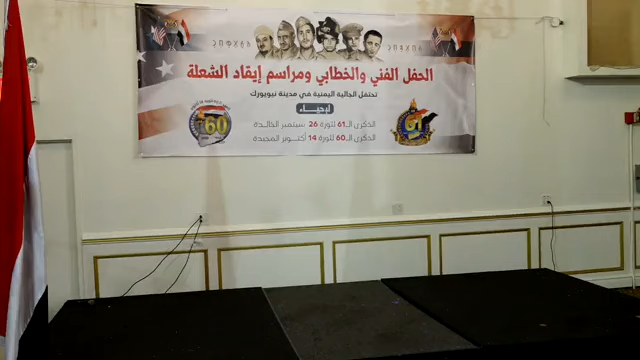 الحفل الفني والخطابي ومراسم إيقاد الشعلة
تحتفل الجالية اليمنية في مدينة نيويورك
لإحياء
الذكرى الـ61 لثورة 26 سبتمبر الخالدة
الذكرى الـ60 لثورة 14 أكتوبر المجيدة
60
61